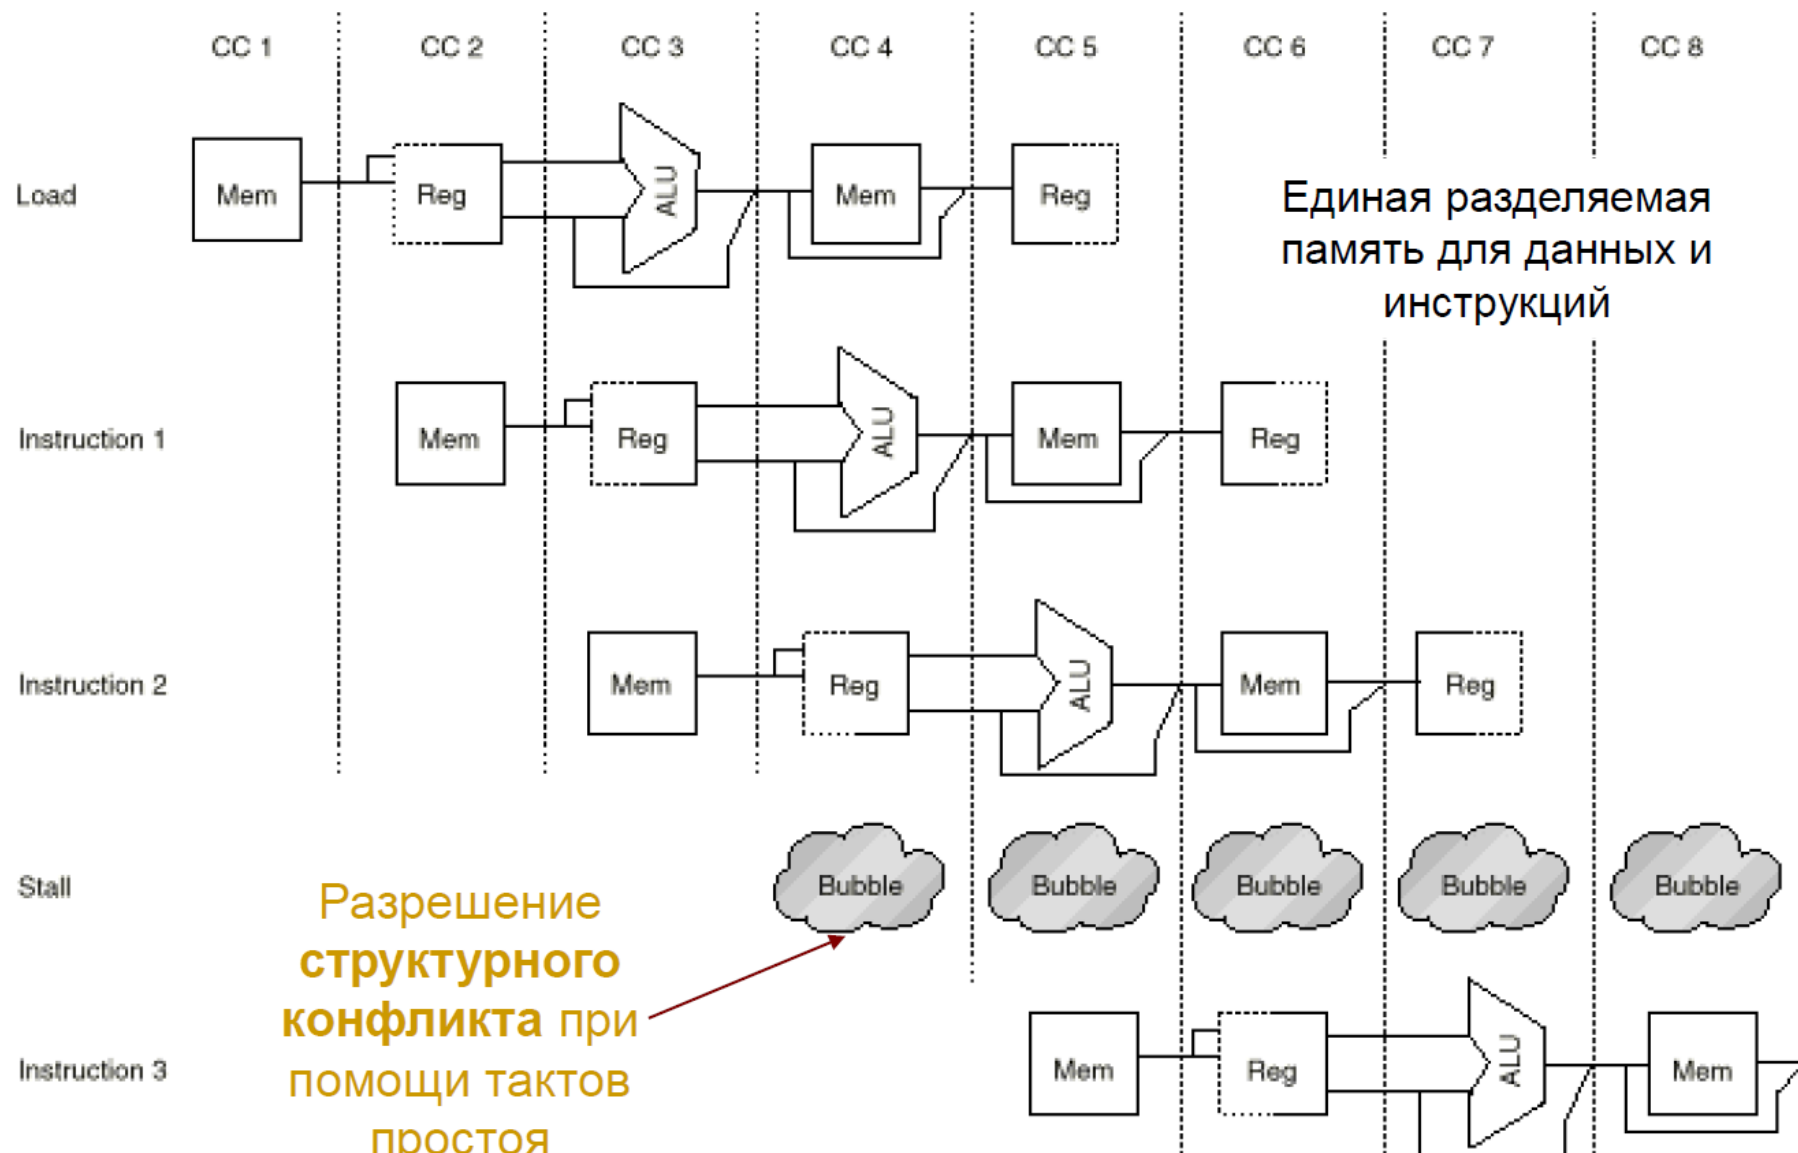 CC 1 CC 2 CC 3 CC 4 CC 5 CC 6 CC 7 CC 8
Load Mem Reg ALU Mem Reg
Единая разделяемая
память для данных и
инструкций
Instruction 1 Mem Reg ALU Mem Reg
Instruction 2 Mem Reg ALU Mem Reg
Stall Bubble Bubble Bubble Bubble Bubble
Разрешение
структурного
конфликта при
помощи тактов
простоя
Instruction 3 Mem Reg ALU Mem